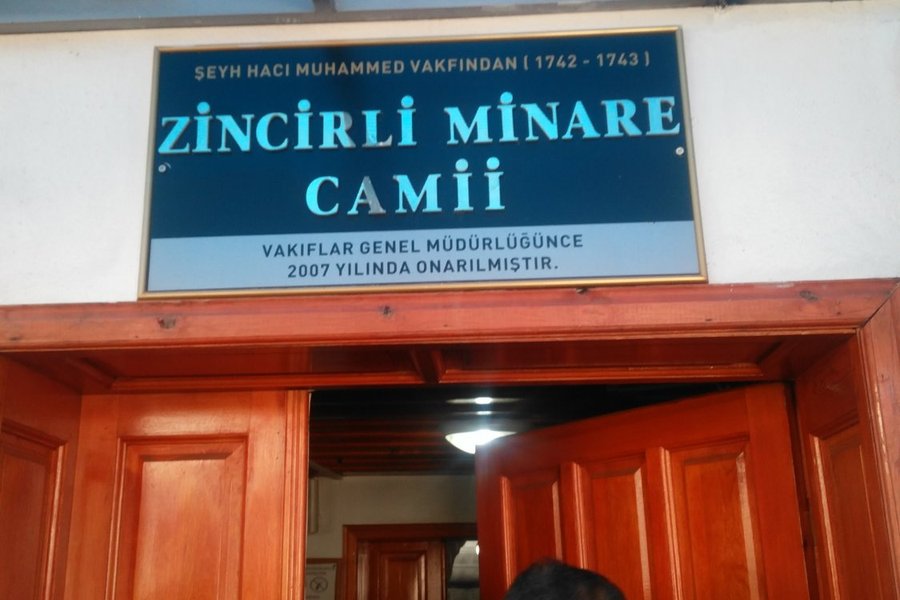 ŞEYH HACI MUHAMMED VAKFINDAN ( 1742 - 1743 )
ZİNCİRLİ MİNARE
CAMİİ
VAKIFLAR GENEL MÜDÜRLÜĞÜNCE
2007 YILINDA ONARILMIŞTIR.